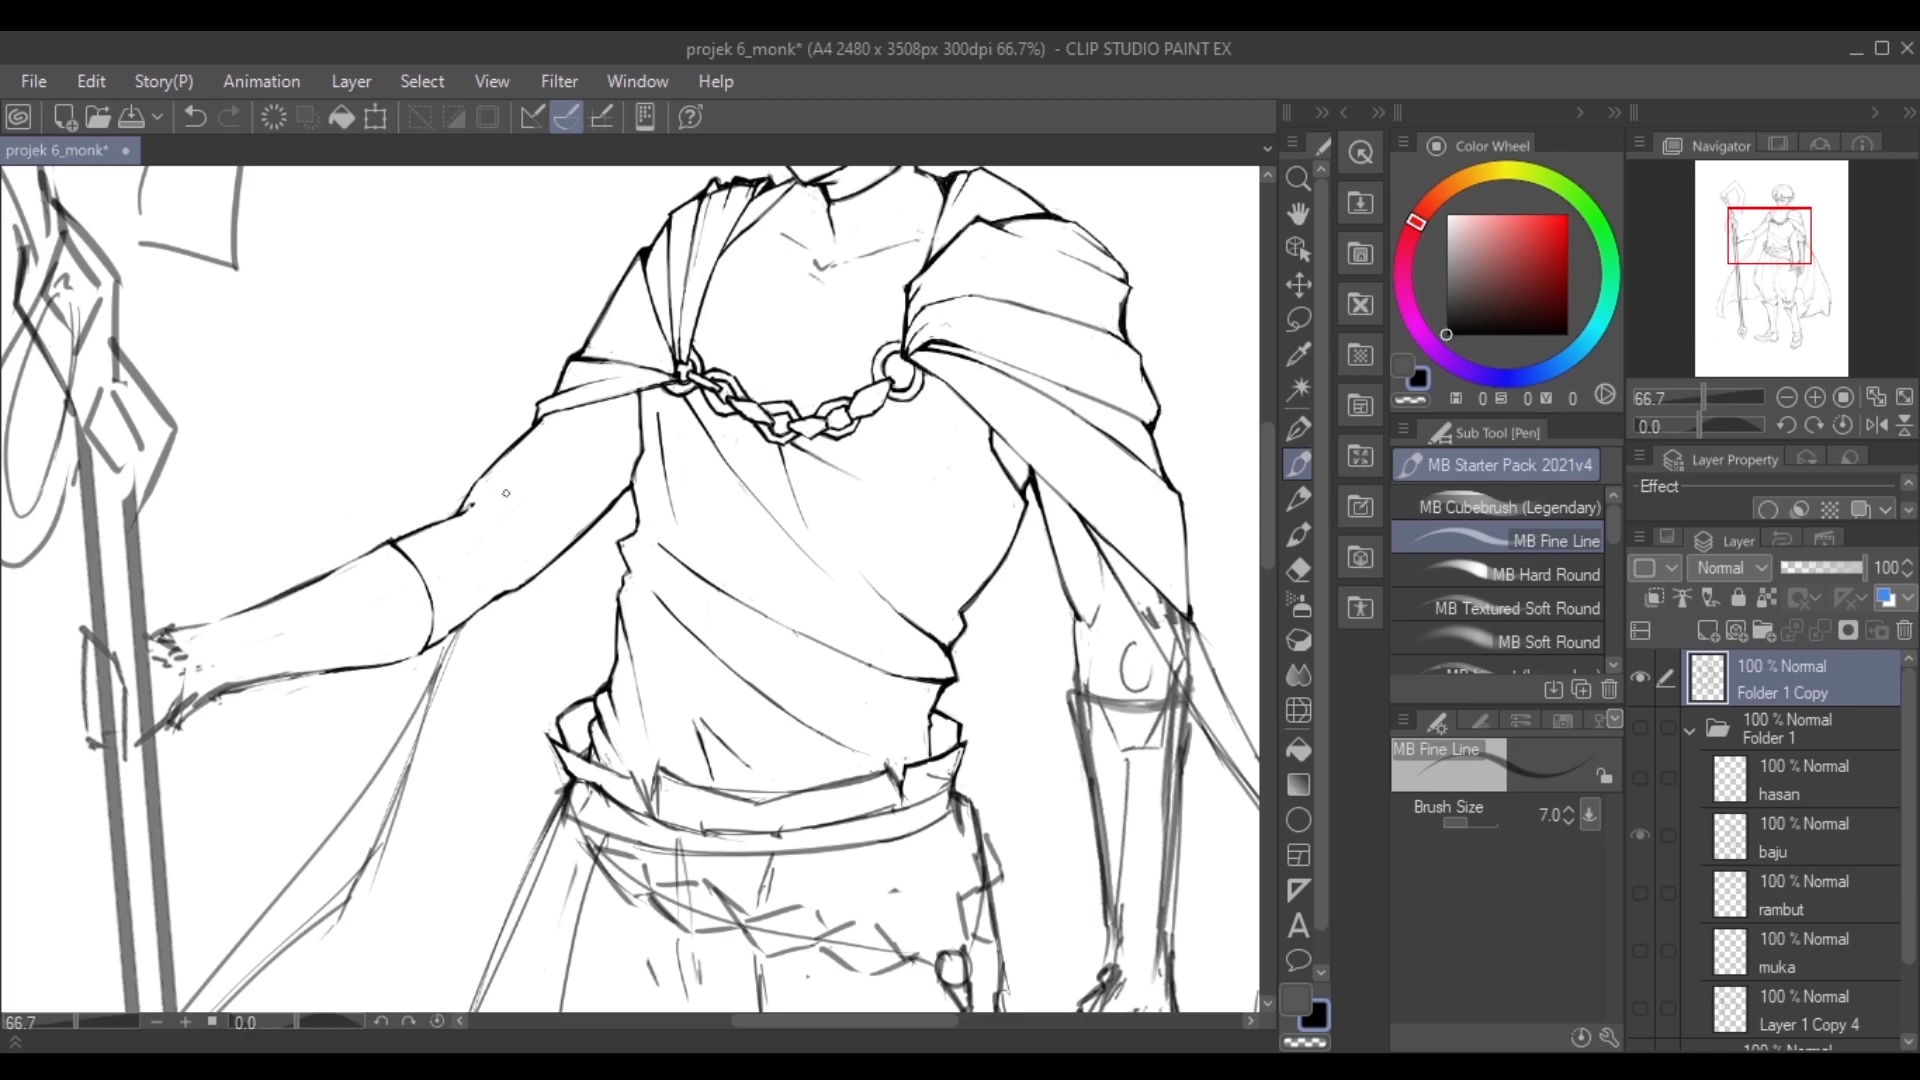 projek 6_monk* (A4 2480 x 3508px 300dpi 66.7%) - CLIP STUDIO PAINT EX
File Edit Story(P) Animation Layer Select View Filter Window Help
projek 6_monk*
Color Wheel
H 0 S 0 V 0
Navigator
66.7
0.0
Sub Tool [Pen]
MB Starter Pack 2021v4
MB Cubebrush (Legendary)
MB Fine Line
MB Hard Round
MB Textured Soft Round
MB Soft Round
MB Fine Line
Brush Size 7.0
Layer Property
Effect
Layer
Normal 100
100 % Normal
Folder 1 Copy
100 % Normal
Folder 1
100 % Normal
hasan
100 % Normal
baju
100 % Normal
rambut
100 % Normal
muka
100 % Normal
Layer 1 Copy 4
66.7 0.0